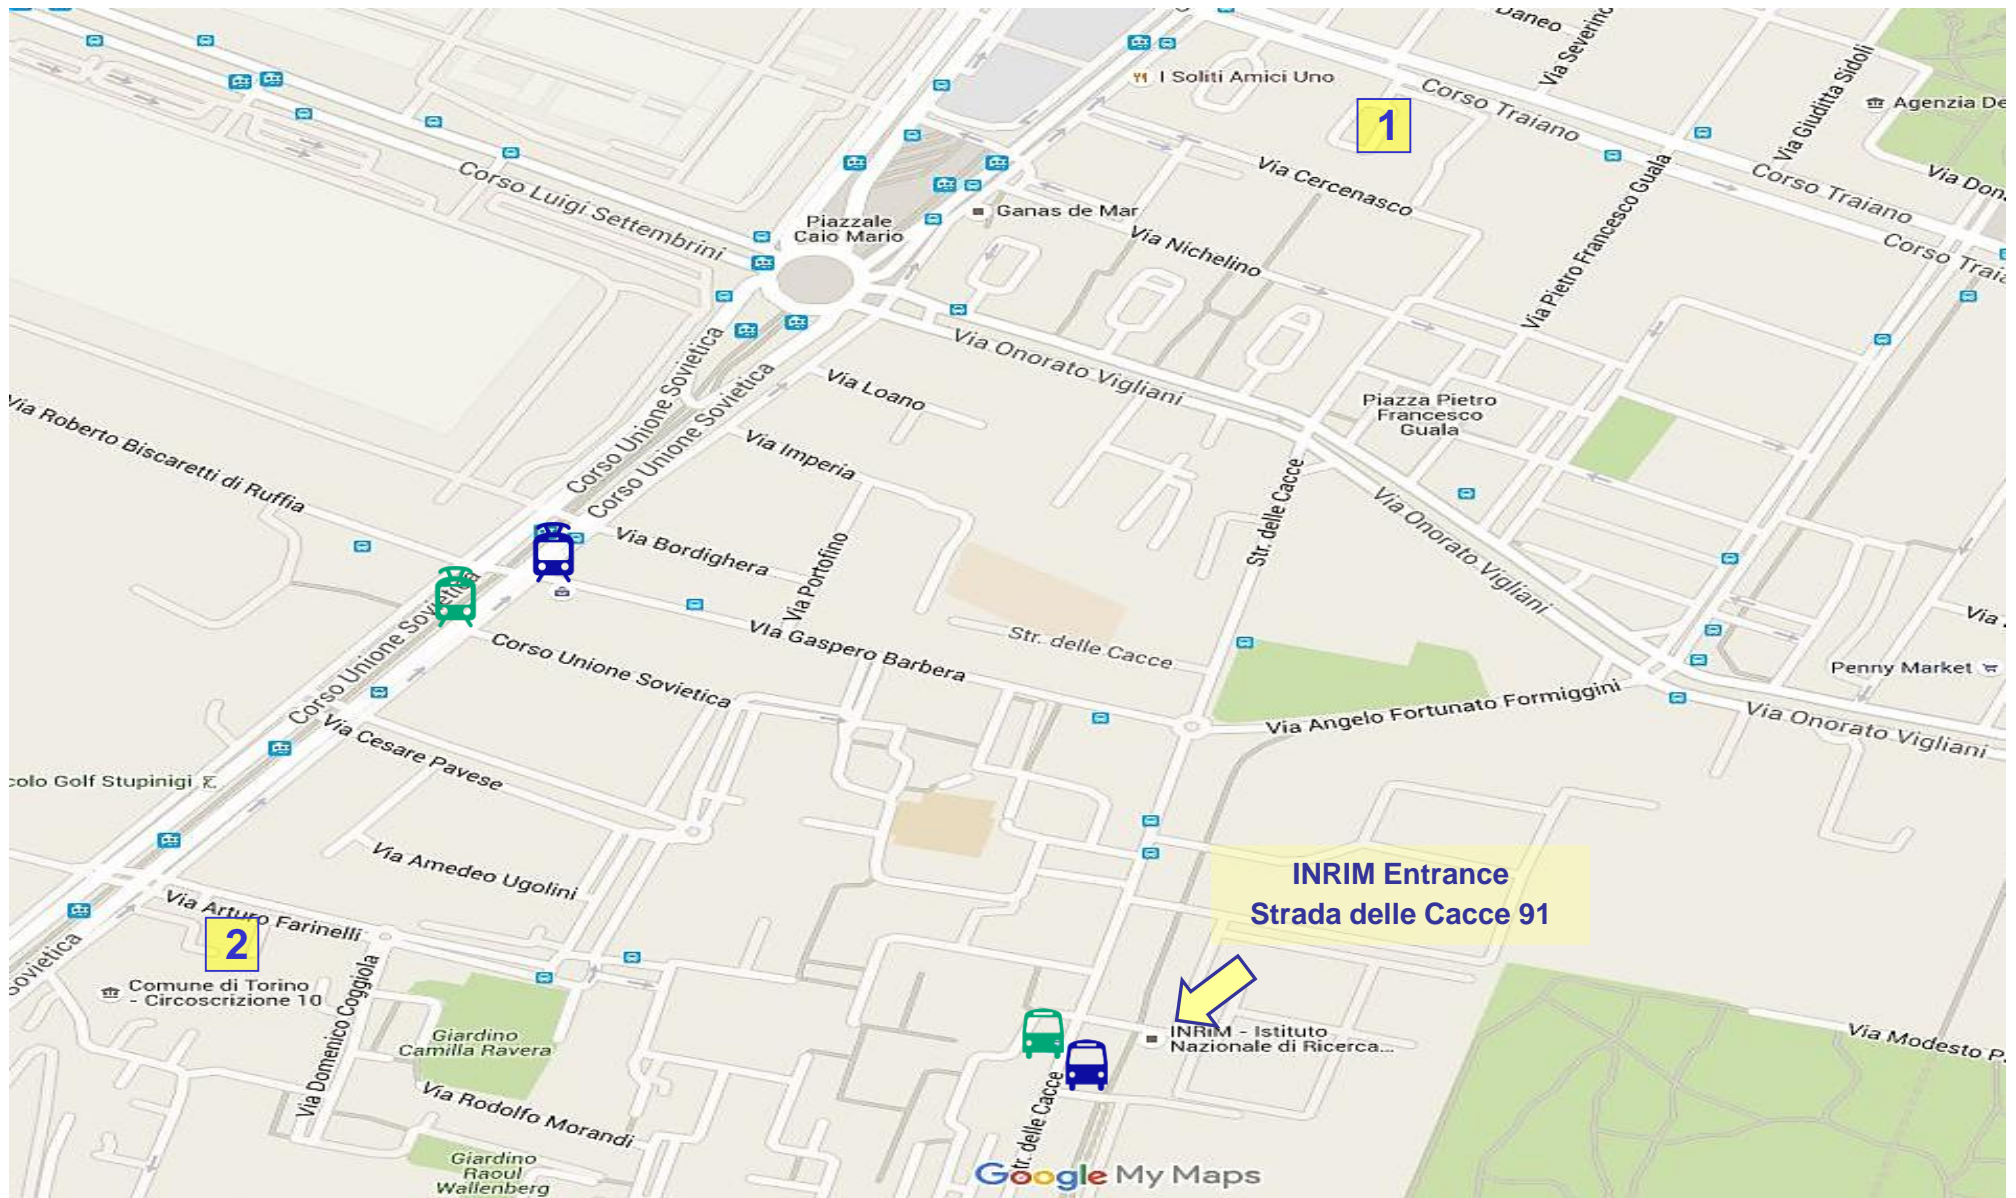 Daneo
Via Severino
Via Giuditta Sidoli
I Soliti Amici Uno
Corso Traiano
Agenzia De
1
Corso Luigi Settembrini
Via Cercenasco
Via Pietro Francesco Guala
Corso Traiano
Via Don
Piazzale
Caio Mario
Ganas de Mar
Via Nichelino
Corso Traia
Via Onorato Vigliani
Corso Unione Sovietica
Corso Unione Sovietica
Via Loano
Piazza Pietro
Francesco
Guala
Via Roberto Biscaretti di Ruffia
Via Imperia
Str. delle Cacce
Via Onorato Vigliani
Via Bordighera
Via Portofino
Corso Unione Sovietica
Corso Unione Sovietica
VIa Gaspero Barbera
Str. delle Cacce
Via
Penny Market
Via Angelo Fortunato Formiggini
Via Onorato Vigliani
Via Cesare Pavese
colo Golf Stupinigi
Via Amedeo Ugolini
INRIM Entrance
Strada delle Cacce 91
Via Arturo Farinelli
2
Sovietica
Comune di Torino
- Circoscrizione 10
Via Domenico Coggiola
Giardino
Camilla Ravera
INRIM - Istituto
Nazionale di Ricerca...
Via Modesto P
Via Rodolfo Morandi
Str. delle Cacce
Giardino
Raoul
Wallenberg
Google My Maps